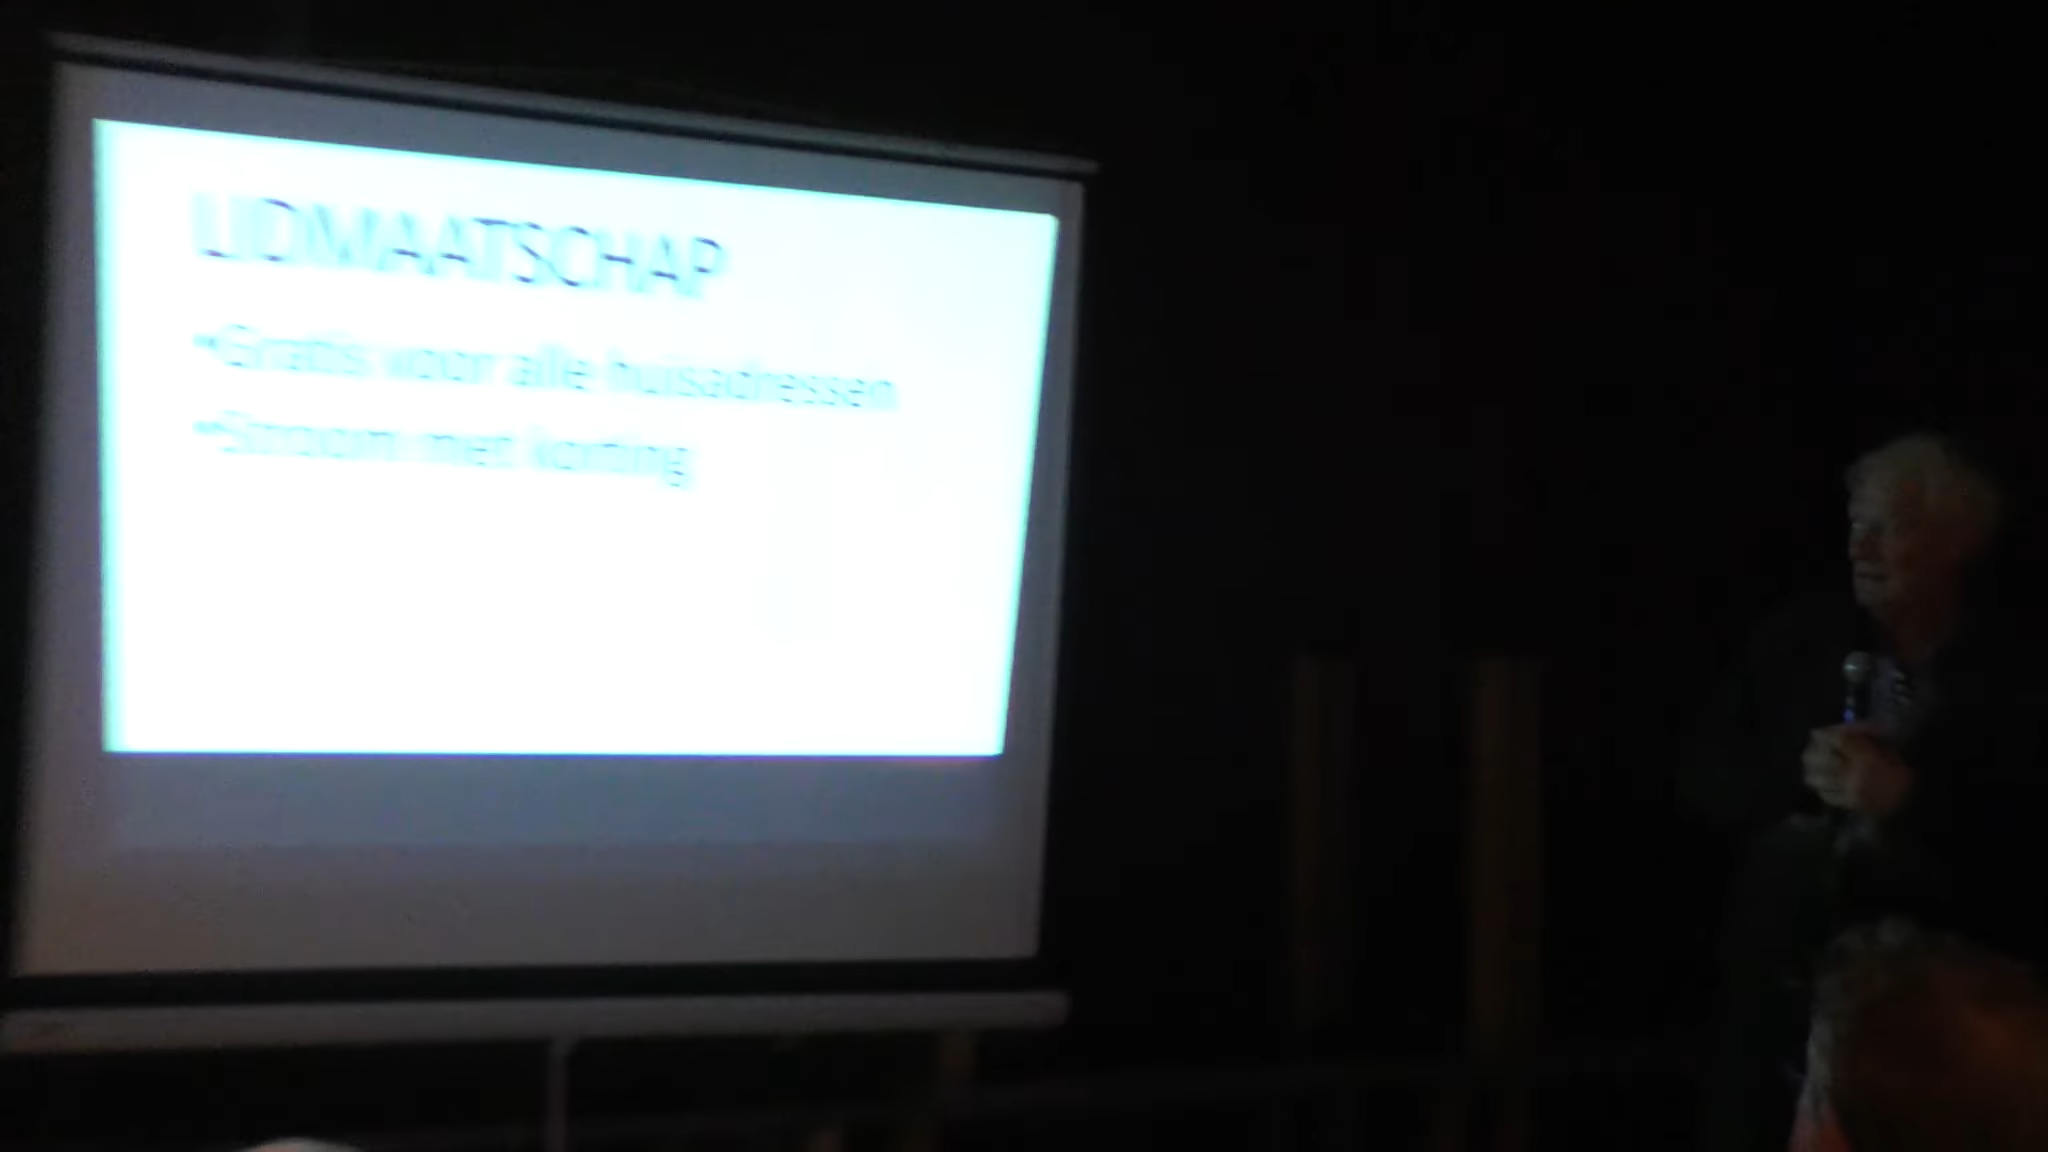 LIDMAATSCHAP
•Gratis voor alle huisadressen
•Stroom met korting